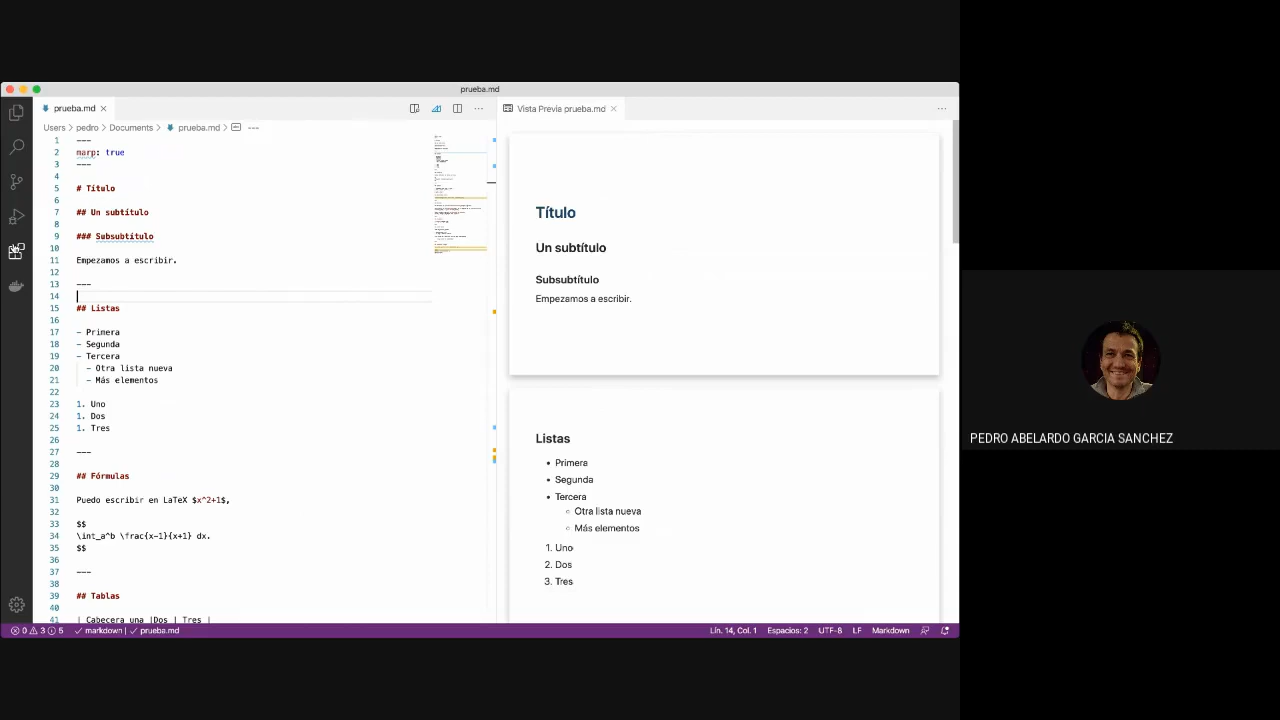 prueba.md
prueba.md
Vista Previa prueba.md
Users > pedro > Documents > prueba.md > ---
1 ---
2 marp: true
3 ---
4
5 # Título
6
7 ## Un subtítulo
8
9 ### Subsubtítulo
10
11 Empezamos a escribir.
12
13 ---
14
15 ## Listas
16
17 - Primera
18 - Segunda
19 - Tercera
20 - Otra lista nueva
21 - Más elementos
22
23 1. Uno
24 1. Dos
25 1. Tres
26
27 ---
28
29 ## Fórmulas
30
31 Puedo escribir en LaTeX $x^2+1$,
32
33 $$
34 \int_a^b \frac{x-1}{x+1} dx.
35 $$
36
37 ---
38
39 ## Tablas
40
41 | Cabecera una |Dos | Tres |
Título
Un subtítulo
Subsubtítulo
Empezamos a escribir.
Listas
• Primera
• Segunda
• Tercera
◦ Otra lista nueva
◦ Más elementos
1. Uno
2. Dos
3. Tres
0 3 5 markdown | prueba.md
Lín. 14, Col. 1 Espacios: 2 UTF-8 LF Markdown
PEDRO ABELARDO GARCIA SANCHEZ